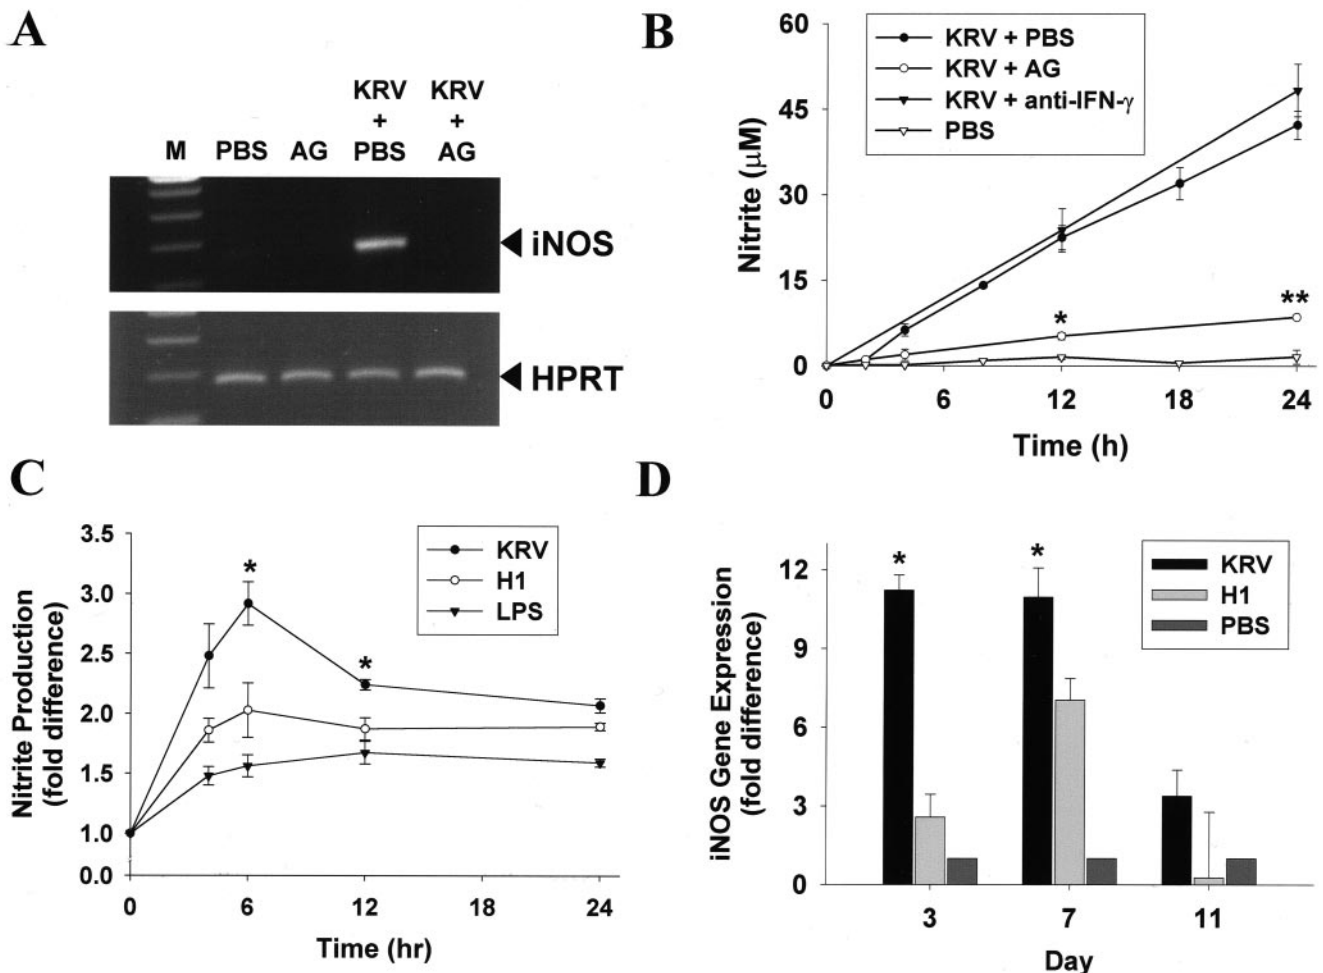 A
KRV
+
PBS
KRV
+
AG
M PBS AG
iNOS
HPRT
B
60
45
30
15
0
Nitrite (μM)
KRV + PBS
KRV + AG
KRV + anti-IFN-γ
PBS
*
**
0 6 12 18 24
Time (h)
C
3.5
3.0
2.5
2.0
1.5
1.0
0.0
Nitrite Production
(fold difference)
KRV
H1
LPS
*
*
0 6 12 18 24
Time (hr)
D
12
9
6
3
0
iNOS Gene Expression
(fold difference)
KRV
H1
PBS
*
*
3 7 11
Day